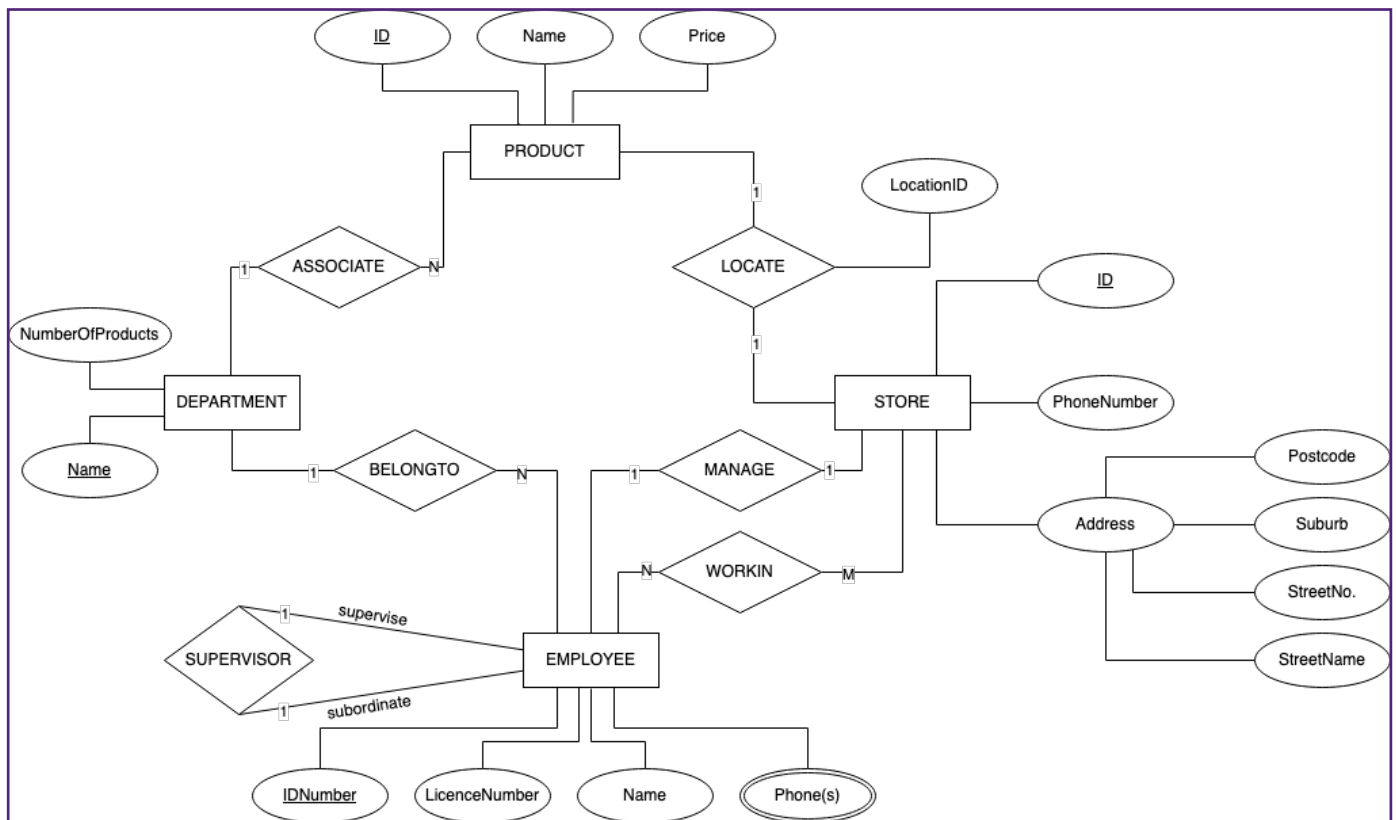 ID
Name
Price
PRODUCT
LocationID
1
ASSOCIATE
1
N
LOCATE
ID
NumberOfProducts
1
DEPARTMENT
STORE
PhoneNumber
Name
1
BELONGTO
N
1
MANAGE
1
Postcode
Address
Suburb
N
WORKIN
M
StreetNo.
1
supervise
SUPERVISOR
EMPLOYEE
StreetName
1
subordinate
IDNumber
LicenceNumber
Name
Phone(s)